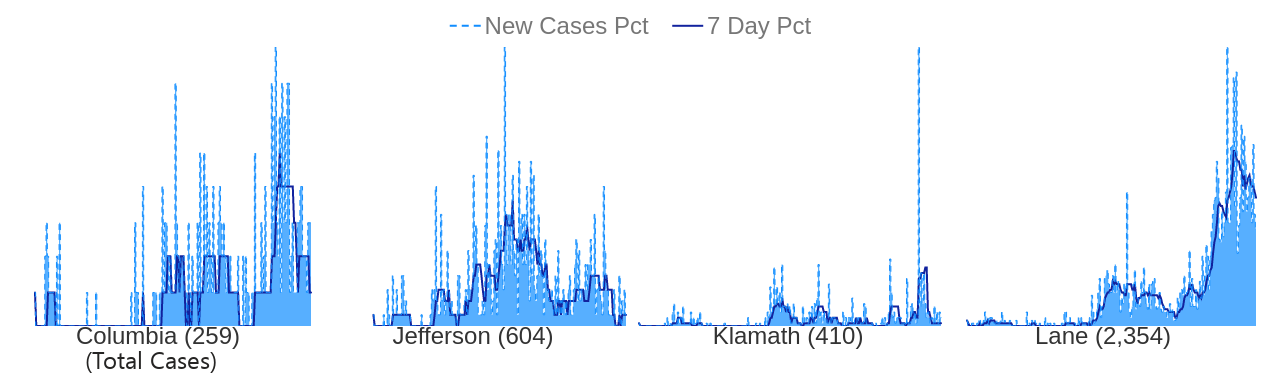 New Cases Pct 7 Day Pct
Columbia (259) Jefferson (604) Klamath (410) Lane (2,354)
(Total Cases)